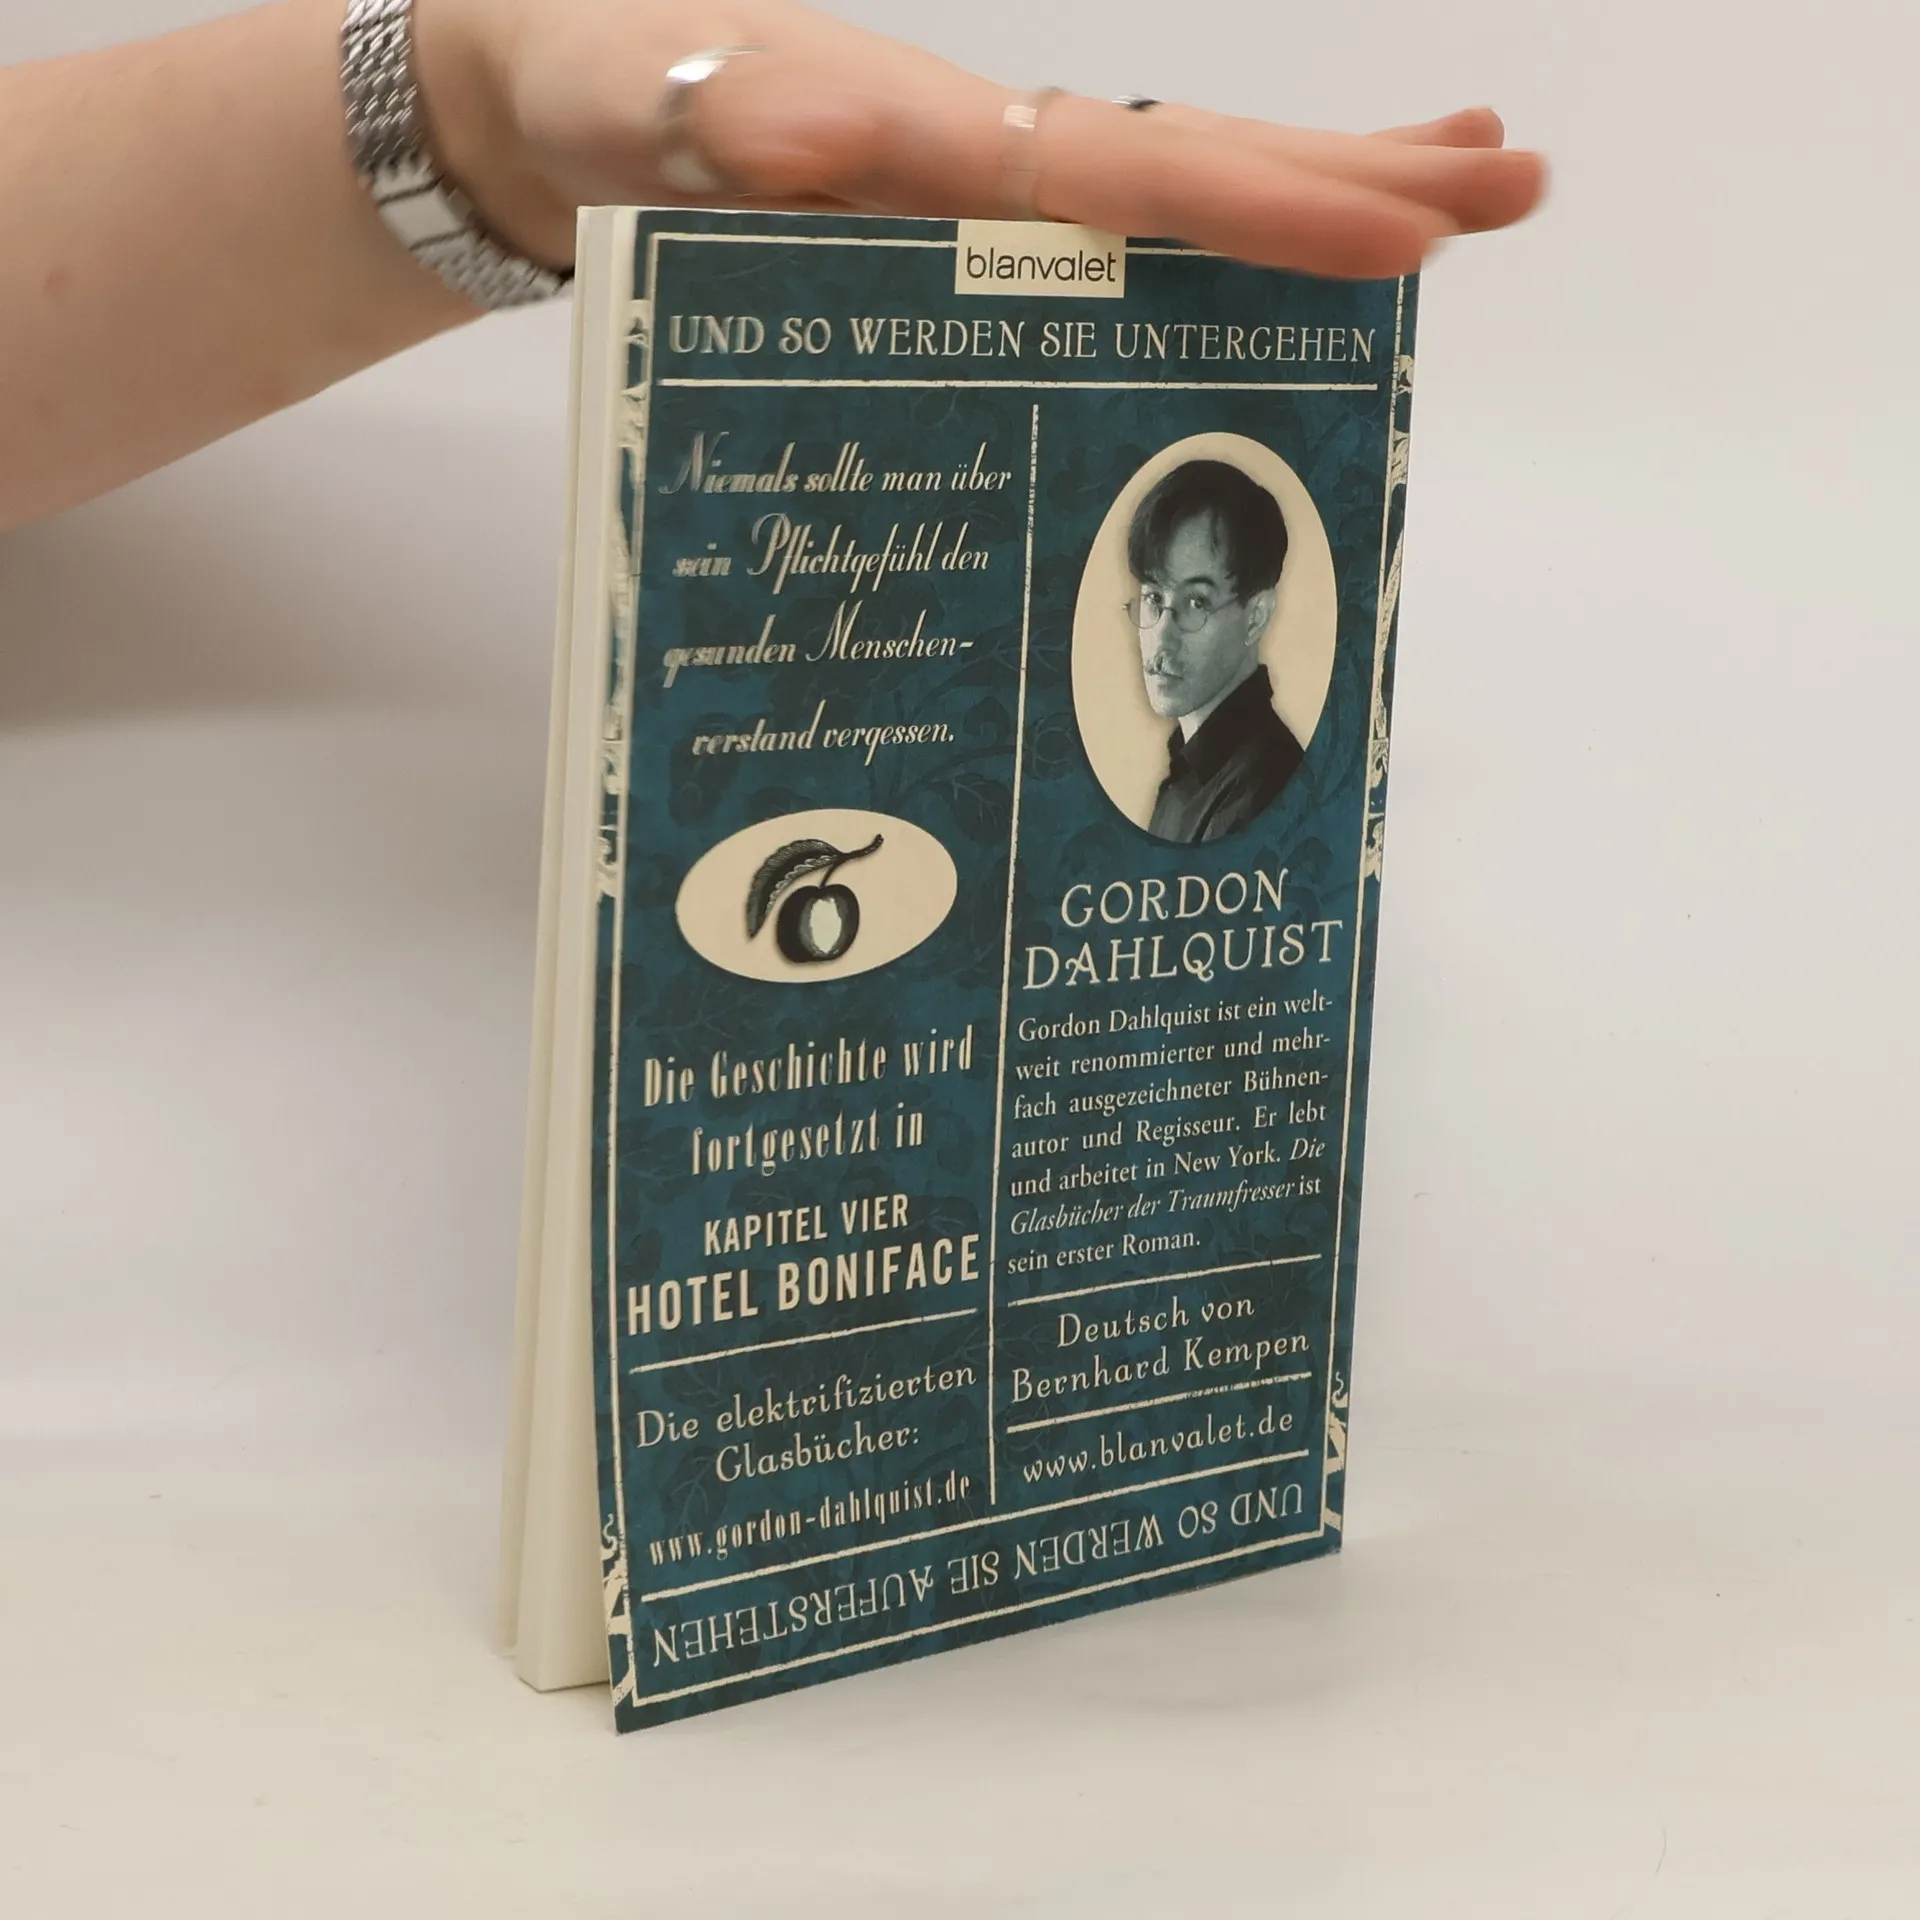 blanvalet
UND SO WERDEN SIE UNTERGEHEN
Niemals sollte man über
sein Pflichtgefühl den
gesunden Menschen-
verstand vergessen.
Die Geschichte wird
fortgesetzt in
KAPITEL VIER
HOTEL BONIFACE
Die elektrifizierten
Glasbücher:
www.gordon-dahlquist.de
GORDON
DAHLQUIST
Gordon Dahlquist ist ein welt-
weit renommierter und mehr-
fach ausgezeichneter Bühnen-
autor und Regisseur. Er lebt
und arbeitet in New York. Die
Glasbücher der Traumfresser ist
sein erster Roman.
Deutsch von
Bernhard Kempen
www.blanvalet.de
UND SO WERDEN SIE AUFERSTEHEN